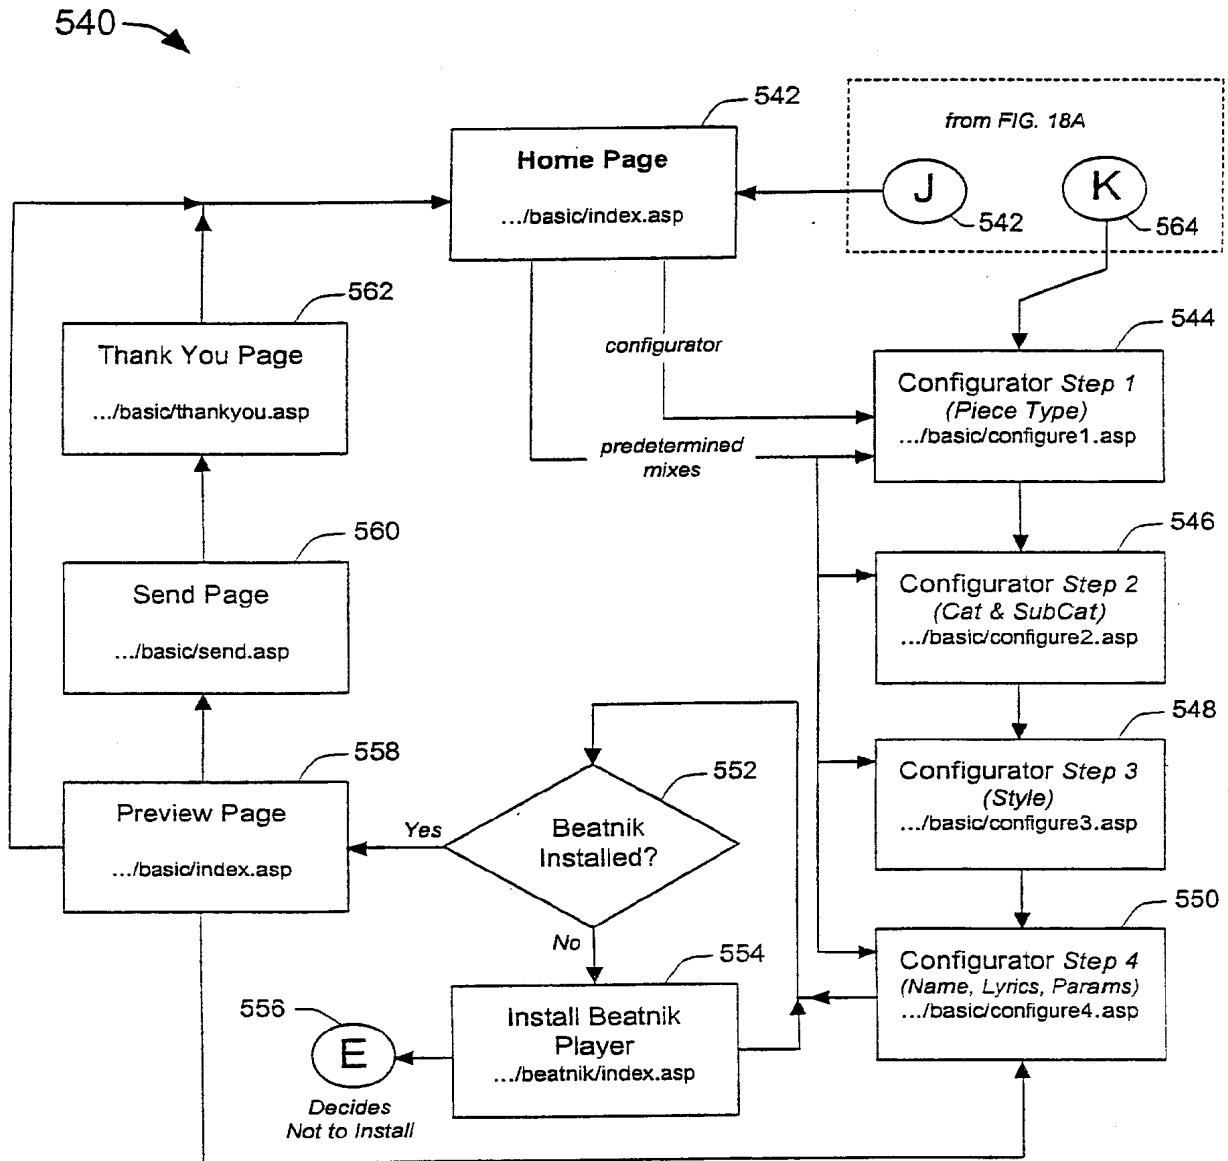 540
542
Home Page
.../basic/index.asp
from FIG. 18A
J
542
K
564
562
Thank You Page
.../basic/thankyou.asp
configurator
predetermined
mixes
544
Configurator Step 1
(Piece Type)
.../basic/configure1.asp
560
Send Page
.../basic/send.asp
546
Configurator Step 2
(Cat & SubCat)
.../basic/configure2.asp
558
Preview Page
.../basic/index.asp
Yes
552
Beatnik
Installed?
No
548
Configurator Step 3
(Style)
.../basic/configure3.asp
550
Configurator Step 4
(Name, Lyrics, Params)
.../basic/configure4.asp
554
Install Beatnik
Player
.../beatnik/index.asp
556
E
Decides
Not to Install